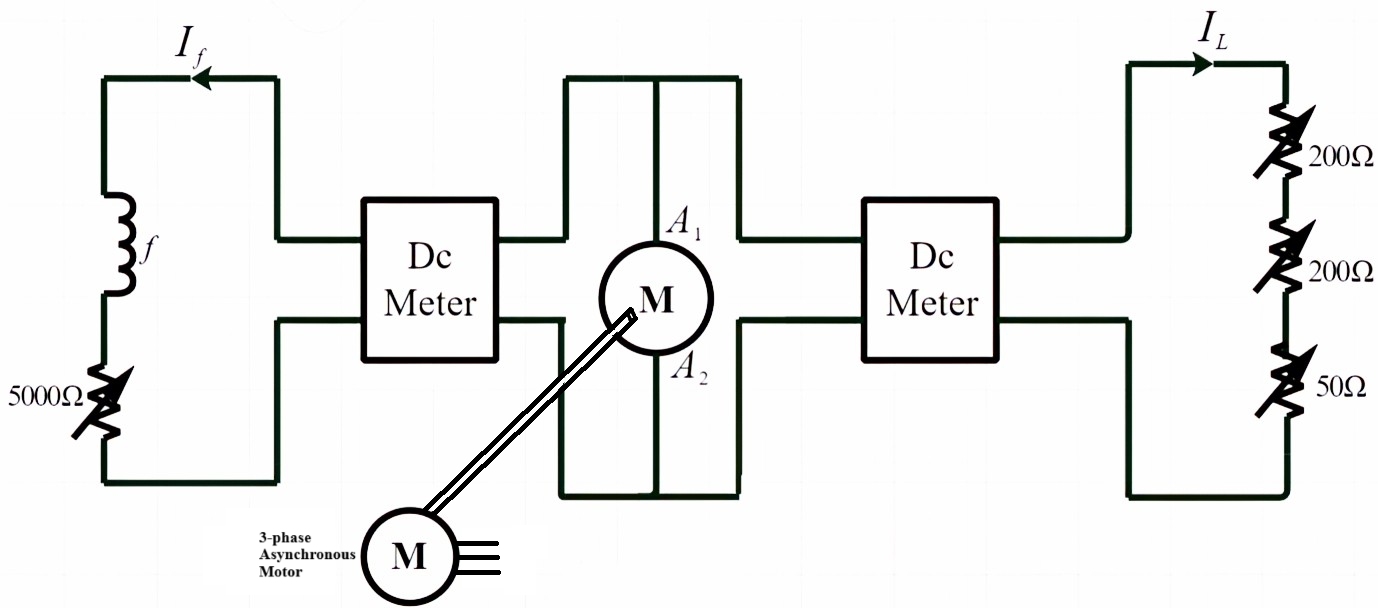 I_f
I_L
200Ω
A_1
Dc
Meter
M
Dc
Meter
f
200Ω
A_2
5000Ω
50Ω
3-phase
Asynchronous
Motor
M